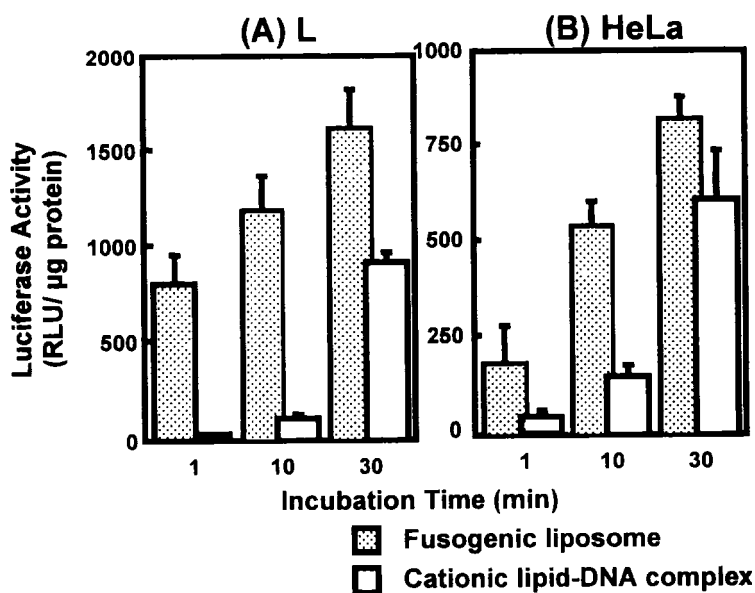 (A) L
(B) HeLa
Luciferase Activity
(RLU/ μg protein)
2000
1500
1000
500
0
1000
750
500
250
0
1 10 30
1 10 30
Incubation Time (min)
Fusogenic liposome
Cationic lipid-DNA complex